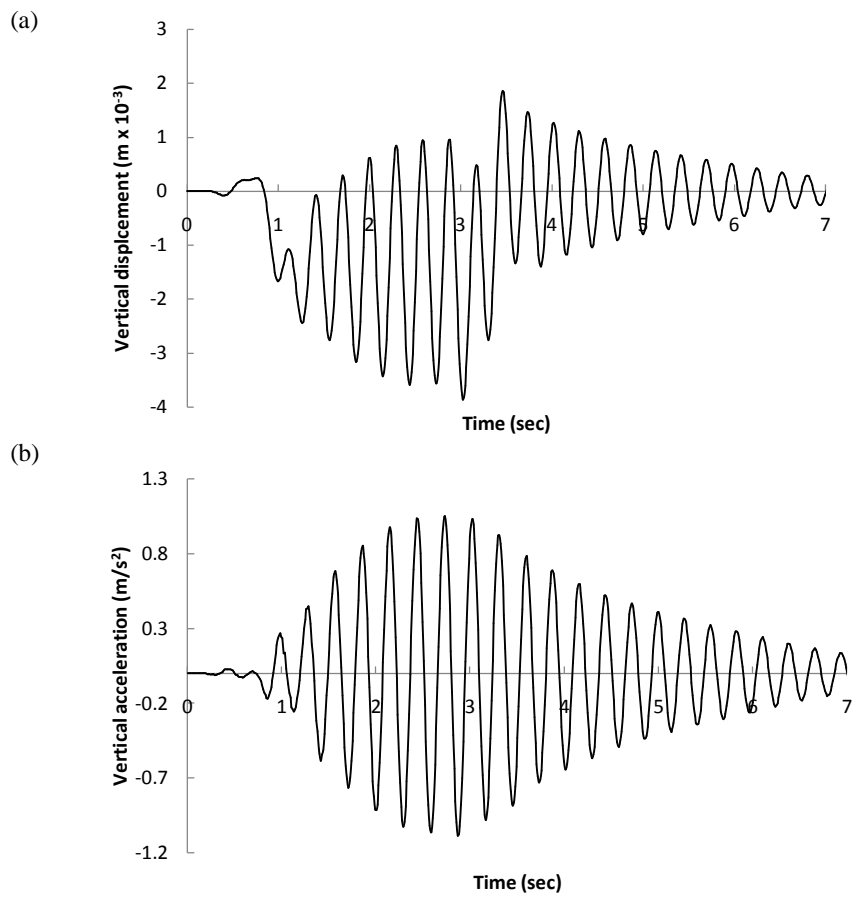 (a)
Vertical displcement (m x 10⁻³)
3
2
1
0
-1
-2
-3
-4
0 1 2 3 4 5 6 7
Time (sec)
(b)
Vertical acceleration (m/s²)
1.3
0.8
0.3
-0.2
-0.7
-1.2
0 1 2 3 4 5 6 7
Time (sec)